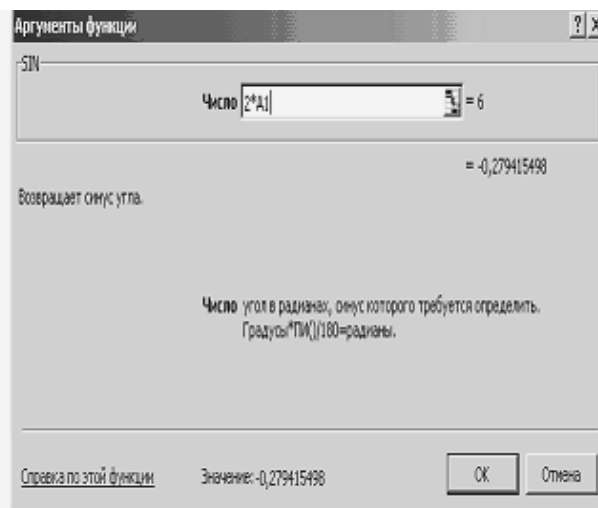 Аргументы функции
SIN
Число 2*A1 = 6
= -0,279415498
Возвращает синус угла.
Число угол в радианах, синус которого требуется определить.
Градусы*ПИ()/180=радианы.
Справка по этой функции Значение:-0,279415498 ОК Отмена